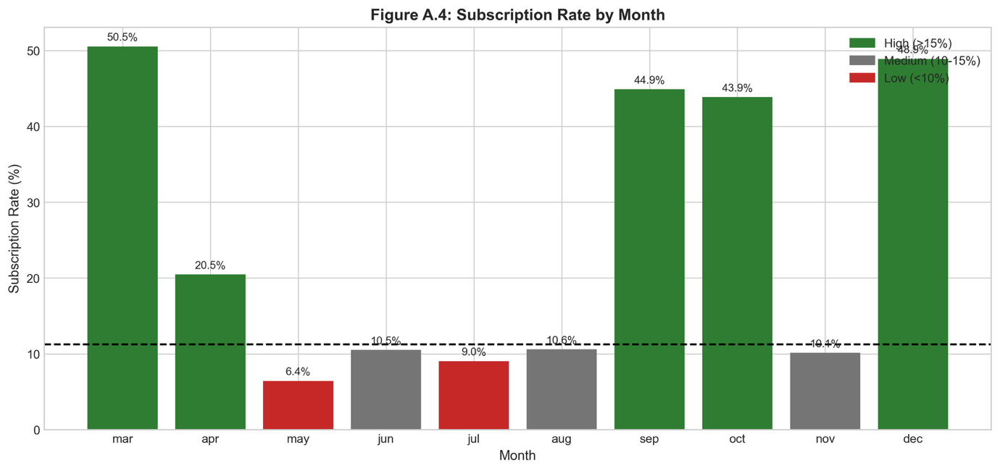 Figure A.4: Subscription Rate by Month
High (>15%)
Medium (10-15%)
Low (<10%)
50.5%
20.5%
6.4%
10.5%
9.0%
10.6%
44.9%
43.9%
10.1%
48.9%
Subscription Rate (%)
50
40
30
20
10
0
mar apr may jun jul aug sep oct nov dec
Month